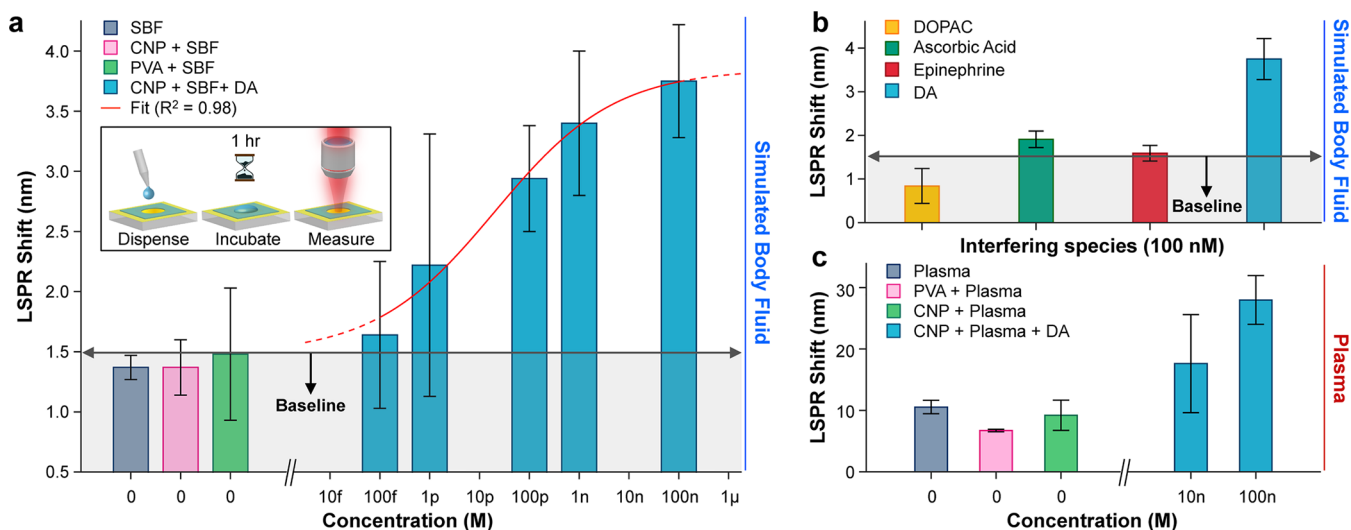 a
SBF
CNP + SBF
PVA + SBF
CNP + SBF+ DA
Fit (R² = 0.98)
1 hr
Dispense
Incubate
Measure
Baseline
LSPR Shift (nm)
4.0
3.5
3.0
2.5
2.0
1.5
1.0
0.5
0
0
0
10f
100f
1p
10p
100p
1n
10n
100n
1µ
Concentration (M)
Simulated Body Fluid
b
DOPAC
Ascorbic Acid
Epinephrine
DA
LSPR Shift (nm)
4
3
2
1
0
Baseline
Interfering species (100 nM)
Simulated Body Fluid
c
Plasma
PVA + Plasma
CNP + Plasma
CNP + Plasma + DA
LSPR Shift (nm)
30
20
10
0
0
0
0
10n
100n
Concentration (M)
Plasma